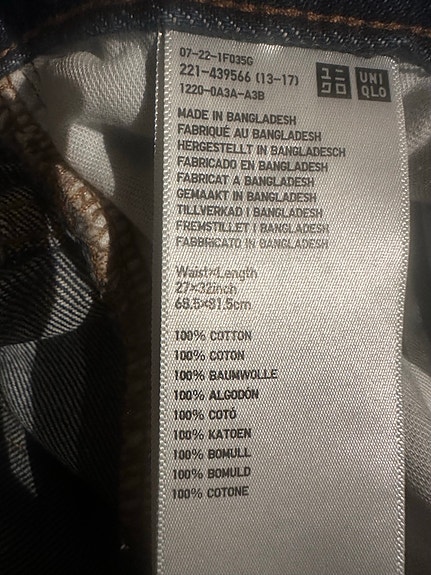 07-22-1F035G
221-439566 (13-17)
1220-0A3A-A3B
ユニ
クロ
UNI
QLO
MADE IN BANGLADESH
FABRIQUÉ AU BANGLADESH
HERGESTELLT IN BANGLADESCH
FABRICADO EN BANGLADESH
FABRICAT A BANGLADESH
GEMAAKT IN BANGLADESH
TILLVERKAD I BANGLADESH
FREMSTILLET I BANGLADESH
FABBRICATO IN BANGLADESH
Waist×Length
27×32inch
68.5×81.5cm
100% COTTON
100% COTON
100% BAUMWOLLE
100% ALGODÓN
100% COTÓ
100% KATOEN
100% BOMULL
100% BOMULD
100% COTONE